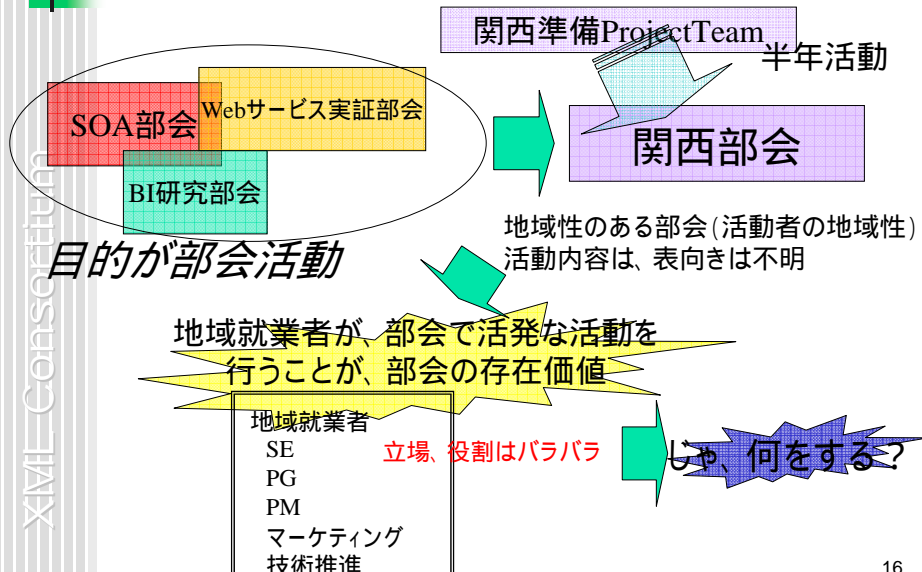 関西準備ProjectTeam
半年活動
SOA部会
Webサービス実証部会
BI研究部会
関西部会
目的が部会活動
地域性のある部会(活動者の地域性)
活動内容は、表向きは不明
地域就業者が、部会で活発な活動を
行うことが、部会の存在価値
地域就業者
SE
PG
PM
マーケティング
技術推進
立場、役割はバラバラ
じゃ、何をする?
XML Consortium
16